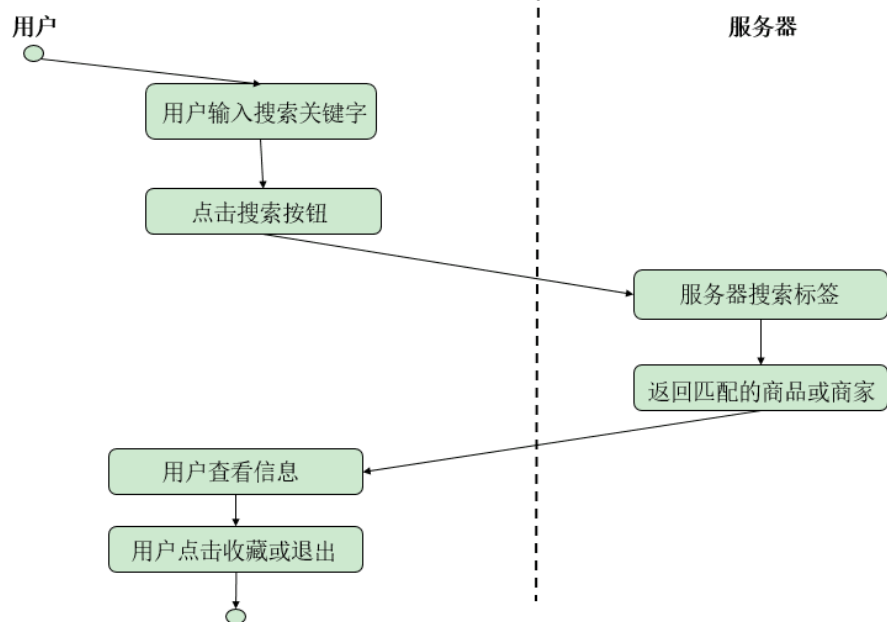 用户
服务器
用户输入搜索关键字
点击搜索按钮
服务器搜索标签
返回匹配的商品或商家
用户查看信息
用户点击收藏或退出